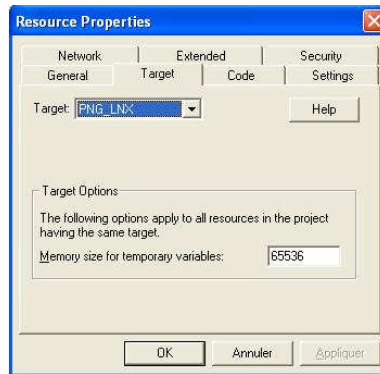 Resource Properties
Network Extended Security
General Target Code Settings
Target: PNG_LNX Help
Target Options
The following options apply to all resources in the project
having the same target.
Memory size for temporary variables: 65536
OK Annuler Appliquer